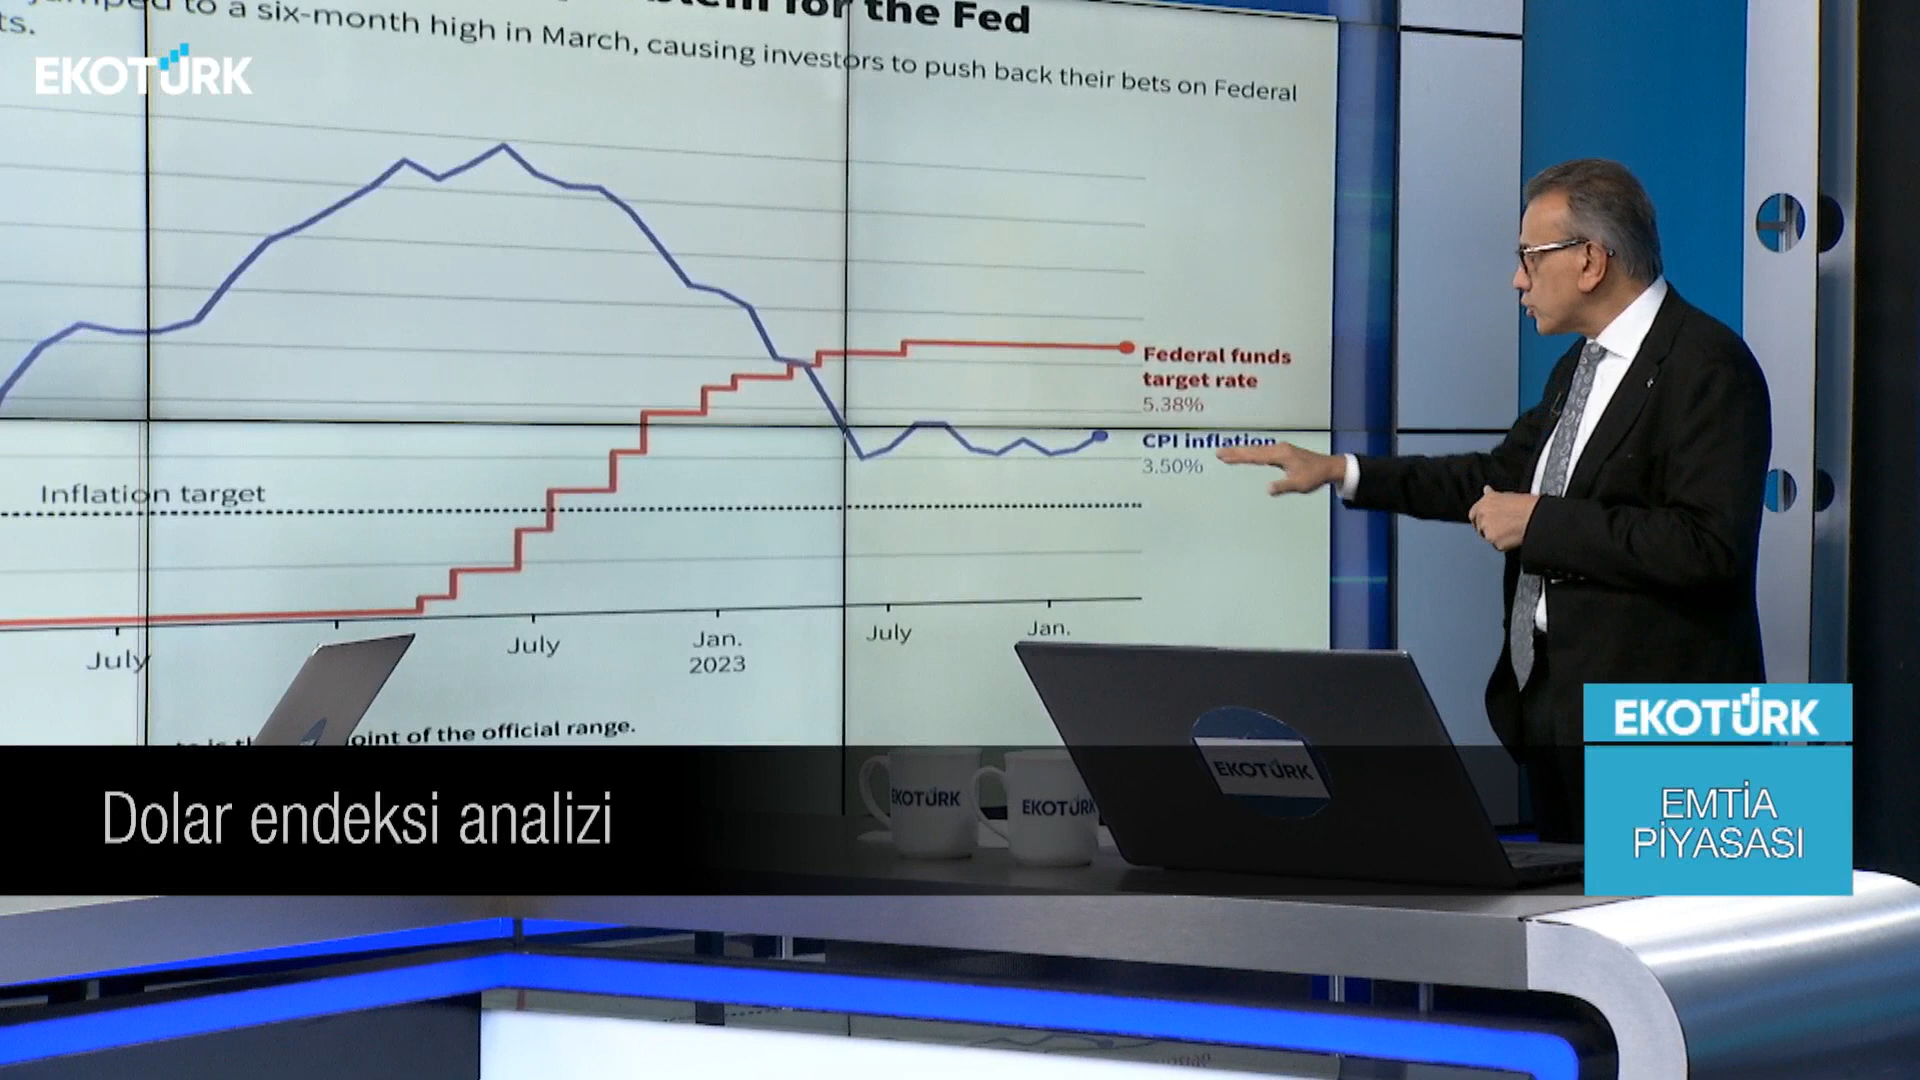 for the Fed
to a six-month high in March, causing investors to push back their bets on Federal
ts.
EKOTÜRK
Federal funds
target rate
5.38%
CPI inflation
3.50%
Inflation target
July
July
Jan.
2023
July
Jan.
point of the official range.
EKOTÜRK
EKOTÜRK
EKOTÜRK
Dolar endeksi analizi
EKOTÜRK
EMTİA
PİYASASI